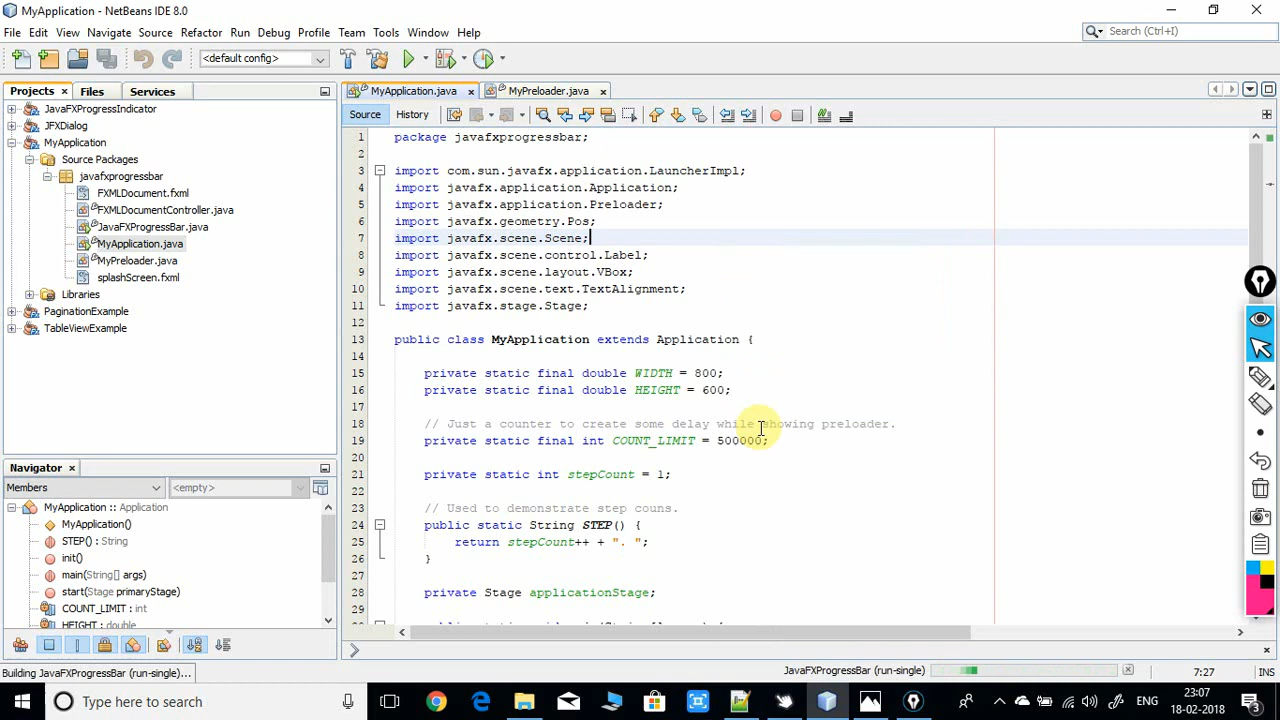 MyApplication - NetBeans IDE 8.0
File Edit View Navigate Source Refactor Run Debug Profile Team Tools Window Help
Search (Ctrl+I)
<default config>
Projects Files Services
MyApplication.java MyPreloader.java
Source History
JavaFXProgressIndicator
JFXDialog
MyApplication
Source Packages
javafxprogressbar
FXMLDocument.fxml
FXMLDocumentController.java
JavaFXProgressBar.java
MyApplication.java
MyPreloader.java
splashScreen.fxml
Libraries
PaginationExample
TableViewExample
1 package javafxprogressbar;
2
3 import com.sun.javafx.application.LauncherImpl;
4 import javafx.application.Application;
5 import javafx.application.Preloader;
6 import javafx.geometry.Pos;
7 import javafx.scene.Scene;
8 import javafx.scene.control.Label;
9 import javafx.scene.layout.VBox;
10 import javafx.scene.text.TextAlignment;
11 import javafx.stage.Stage;
12
13 public class MyApplication extends Application {
14
15 private static final double WIDTH = 800;
16 private static final double HEIGHT = 600;
17
18 // Just a counter to create some delay while showing preloader.
19 private static final int COUNT_LIMIT = 500000;
20
21 private static int stepCount = 1;
22
23 // Used to demonstrate step couns.
24 public static String STEP() {
25 return stepCount++ + ". ";
26 }
27
28 private Stage applicationStage;
29
Navigator
Members <empty>
MyApplication :: Application
MyApplication()
STEP() : String
init()
main(String[] args)
start(Stage primaryStage)
COUNT_LIMIT : int
HEIGHT : double
Building JavaFXProgressBar (run-single)...
JavaFXProgressBar (run-single)
7:27
Type here to search
ENG
23:07
18-02-2018
3